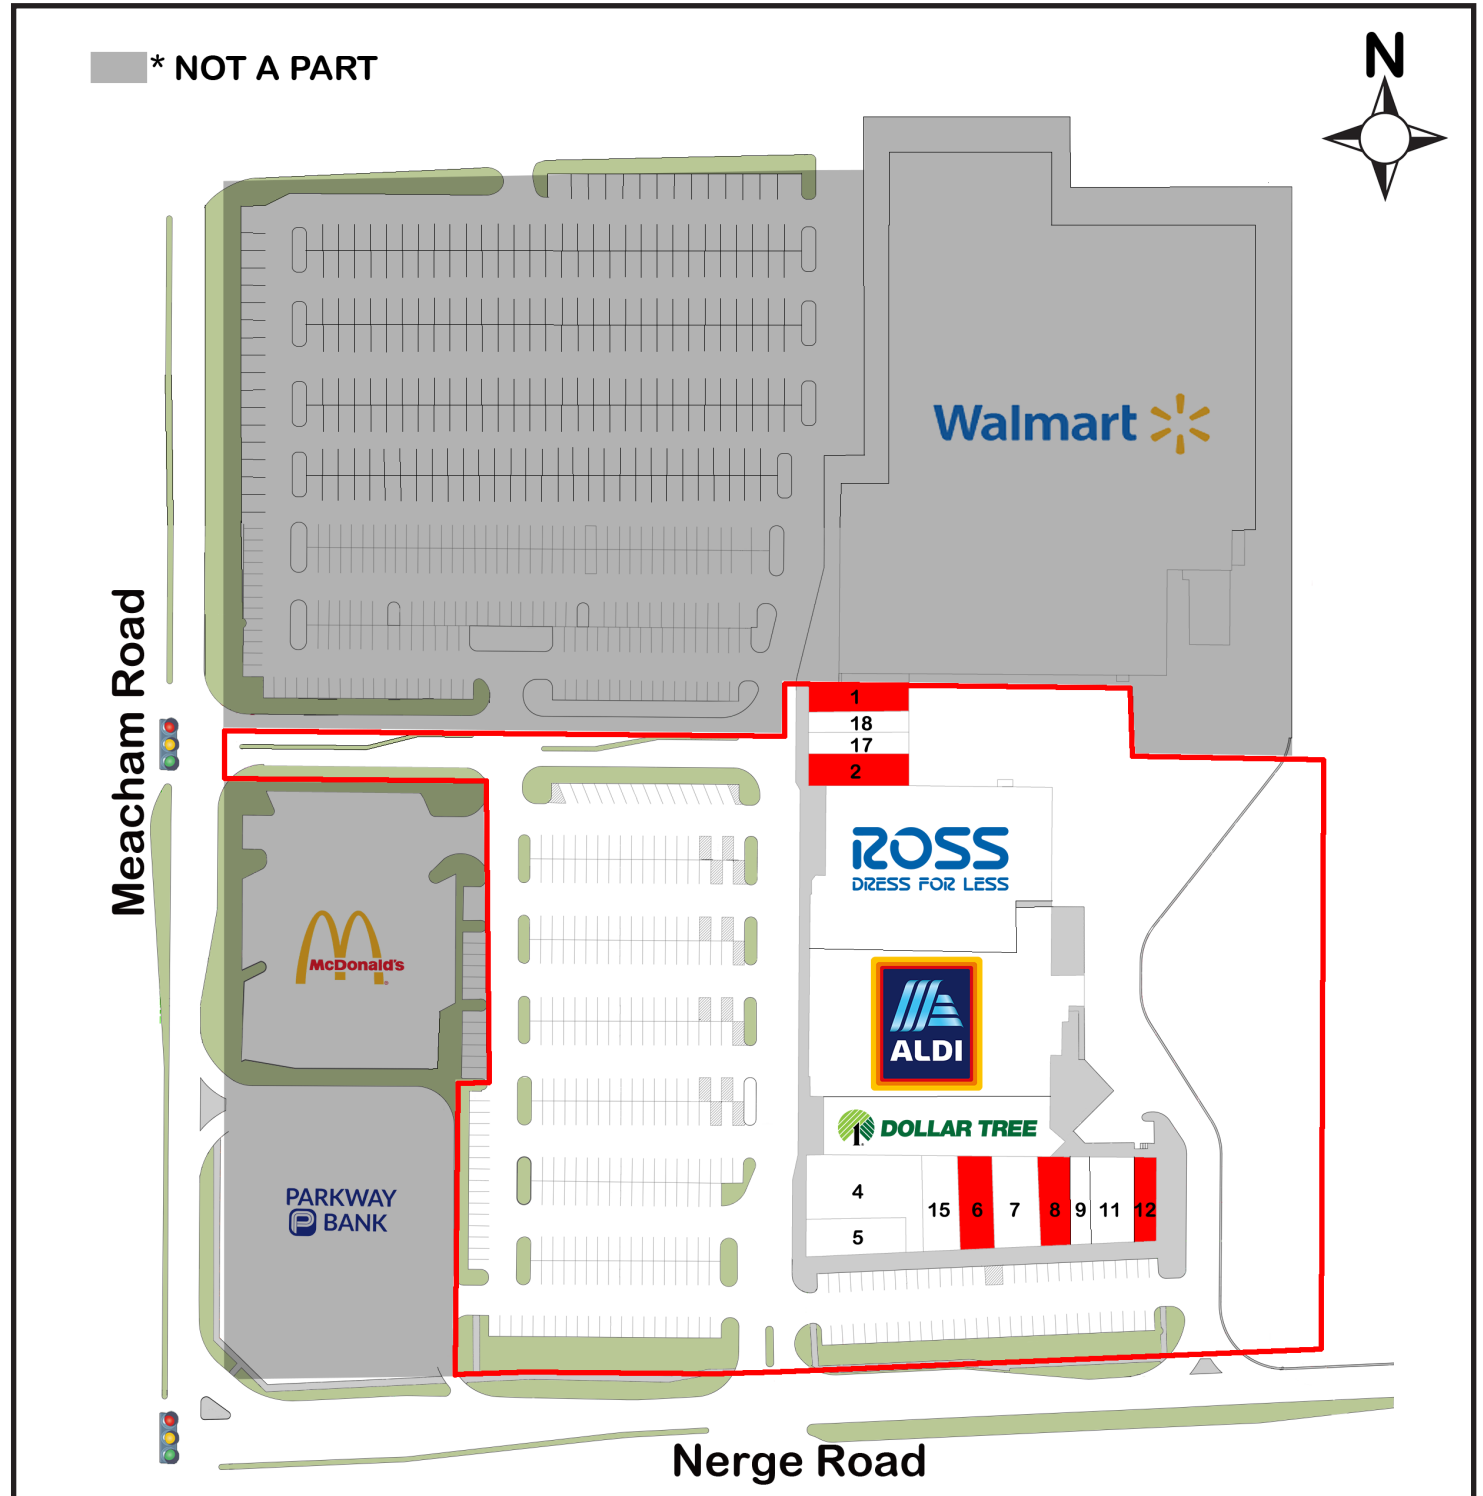 * NOT A PART
N
Walmart
Meacham Road
1
18
17
2
ROSS
DRESS FOR LESS
McDonald's
ALDI
DOLLAR TREE
PARKWAY
BANK
4
5
15
6
7
8
9
11
12
Nerge Road